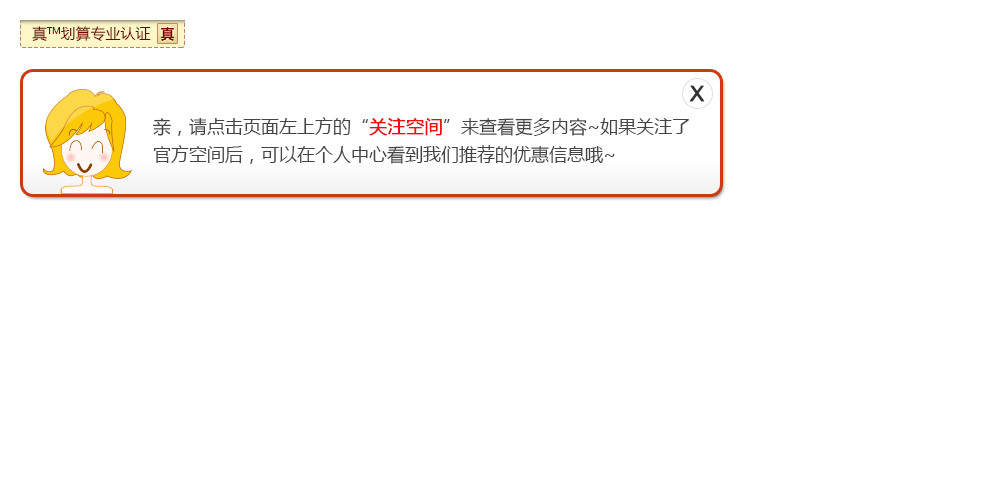 真™划算专业认证 真
X
亲，请点击页面左上方的“关注空间”来查看更多内容~如果关注了
官方空间后，可以在个人中心看到我们推荐的优惠信息哦~